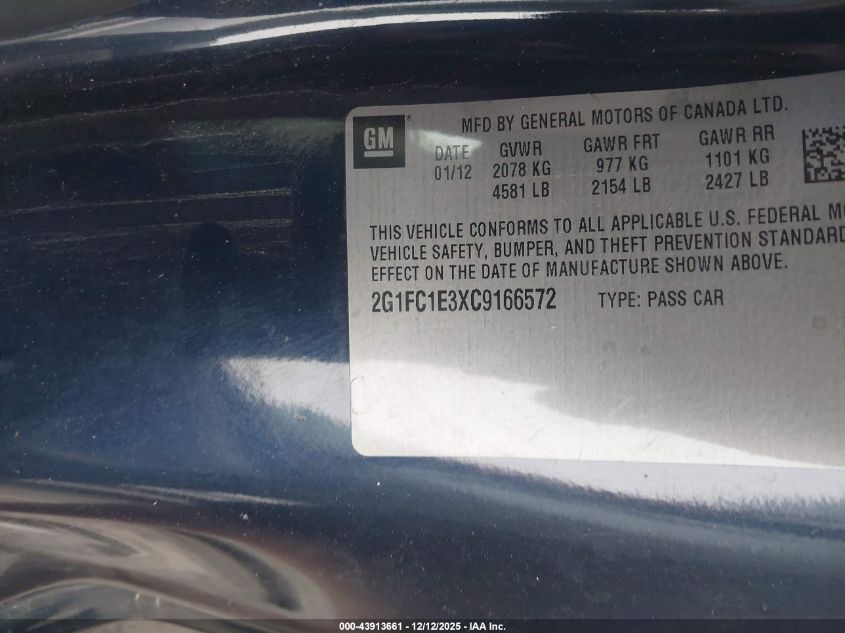 GM
MFD BY GENERAL MOTORS OF CANADA LTD.
DATE GVWR GAWR FRT GAWR RR
01/12 2078 KG 977 KG 1101 KG
4581 LB 2154 LB 2427 LB
THIS VEHICLE CONFORMS TO ALL APPLICABLE U.S. FEDERAL
VEHICLE SAFETY, BUMPER, AND THEFT PREVENTION STANDARD
EFFECT ON THE DATE OF MANUFACTURE SHOWN ABOVE.
2G1FC1E3XC9166572 TYPE: PASS CAR
000-43913661 - 12/12/2025 - IAA Inc.